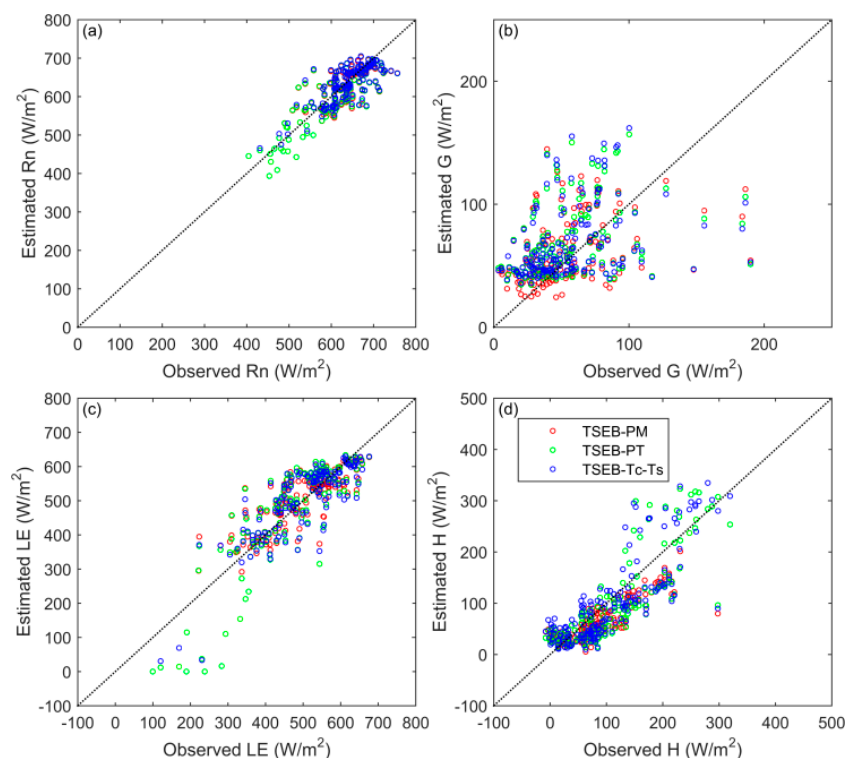 (a)
Estimated Rn (W/m²)
800
700
600
500
400
300
200
100
0
0 100 200 300 400 500 600 700 800
Observed Rn (W/m²)
(b)
Estimated G (W/m²)
200
100
0
0 100 200
Observed G (W/m²)
(c)
Estimated LE (W/m²)
800
700
600
500
400
300
200
100
0
-100
-100 0 100 200 300 400 500 600 700 800
Observed LE (W/m²)
(d)
TSEB-PM
TSEB-PT
TSEB-Tc-Ts
Estimated H (W/m²)
500
400
300
200
100
0
-100
-100 0 100 200 300 400 500
Observed H (W/m²)